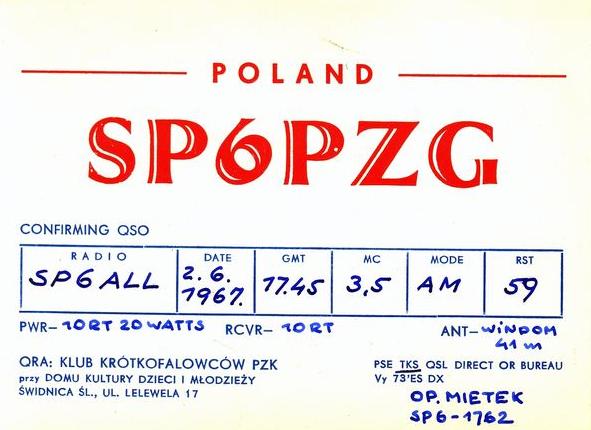 POLAND
SP6PZG
CONFIRMING QSO
RADIO DATE GMT MC MODE RST
SP6ALL 2.6. 1967. 17.45 3,5 AM 59
PWR– 10RT 20WATTS RCVR– 10RT ANT– WINDOM
41 m
QRA: KLUB KRÓTKOFALOWCÓW PZK
przy DOMU KULTURY DZIECI I MŁODZIEŻY
ŚWIDNICA ŚL., UL. LELEWELA 17
PSE TKS QSL DIRECT OR BUREAU
Vy 73'ES DX
OP. MIETEK
SP6-1762